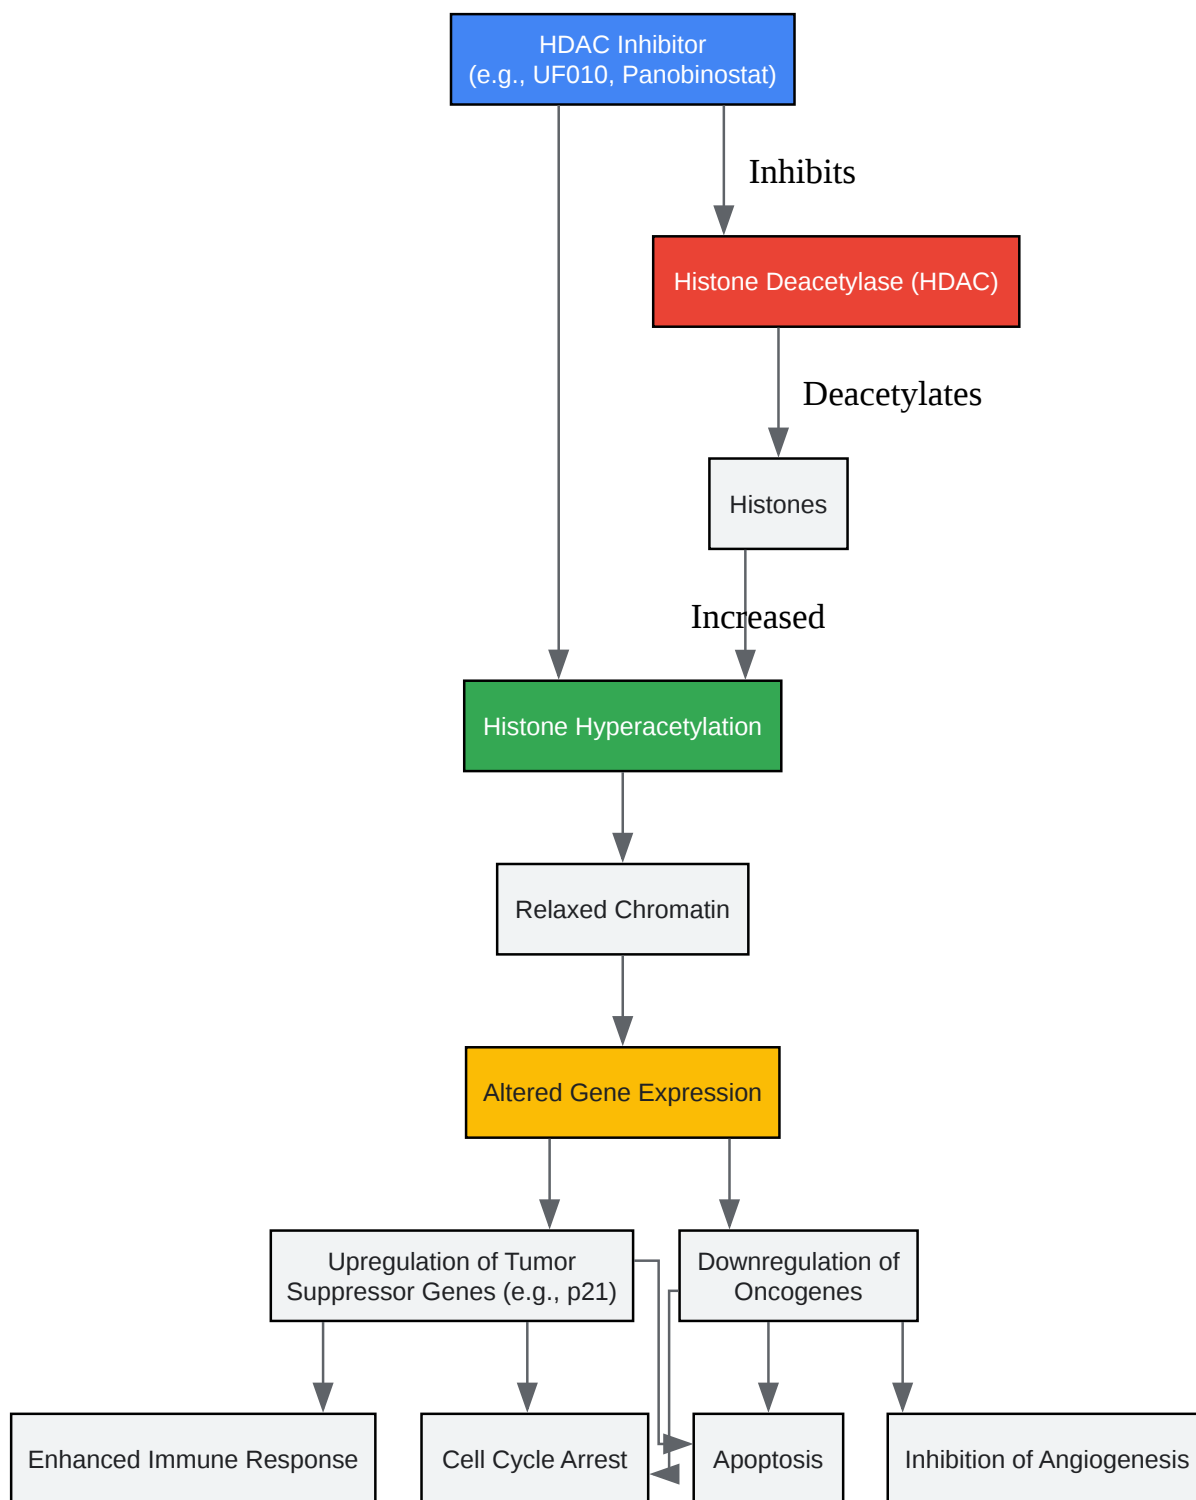 HDAC Inhibitor
(e.g., UF010, Panobinostat)
Inhibits
Histone Deacetylase (HDAC)
Deacetylates
Histones
Increased
Histone Hyperacetylation
Relaxed Chromatin
Altered Gene Expression
Upregulation of Tumor
Suppressor Genes (e.g., p21)
Downregulation of
Oncogenes
Enhanced Immune Response
Cell Cycle Arrest
Apoptosis
Inhibition of Angiogenesis